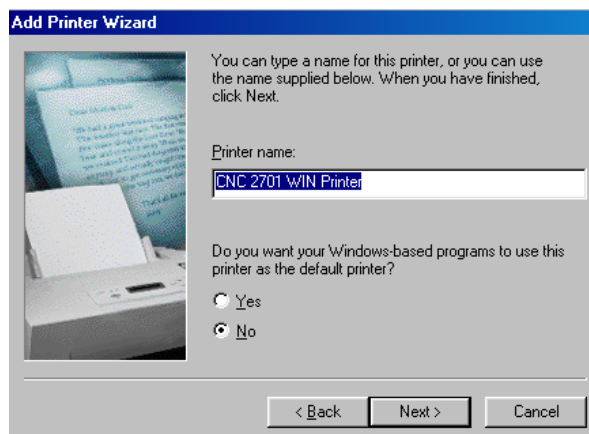 Add Printer Wizard
You can type a name for this printer, or you can use
the name supplied below. When you have finished,
click Next.
Printer name:
CNC 2701 WIN Printer
Do you want your Windows-based programs to use this
printer as the default printer?
Yes
No
< Back
Next >
Cancel